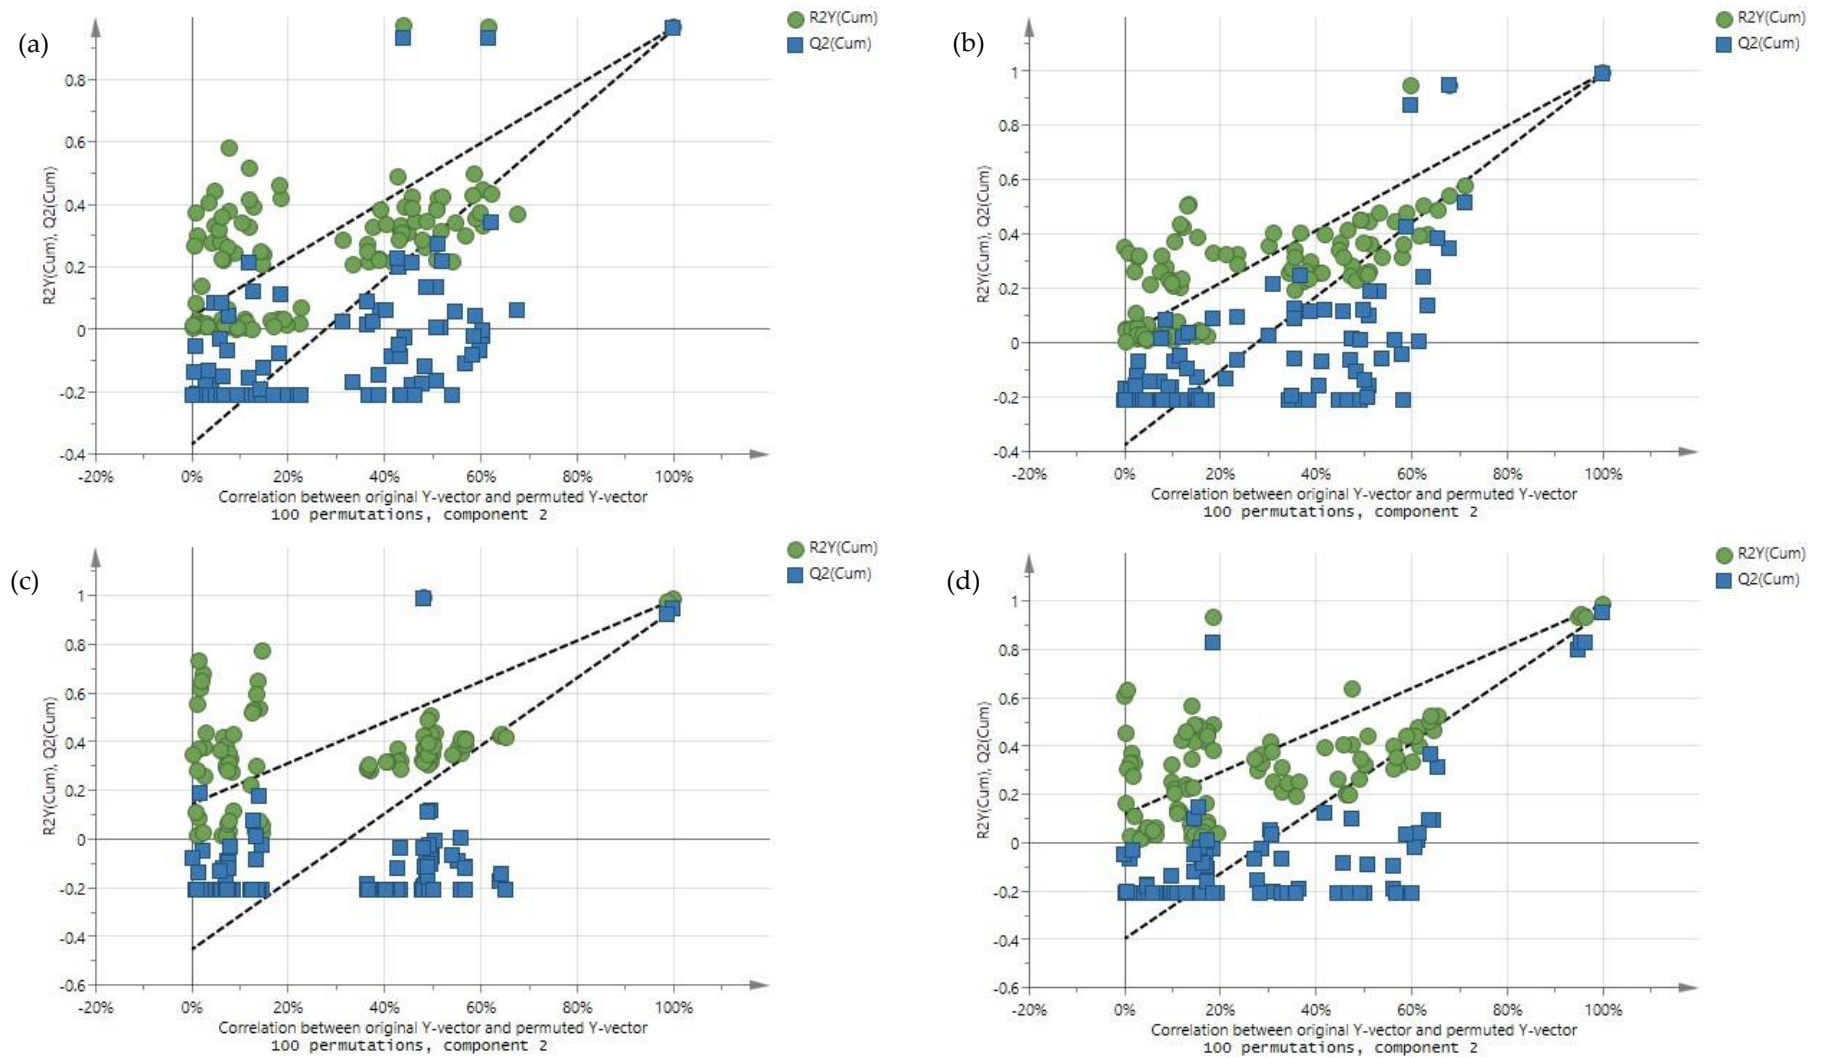 (a)
R2Y(Cum)
Q2(Cum)
R2Y(Cum), Q2(Cum)
0.8
0.6
0.4
0.2
0
-0.2
-0.4
-20% 0% 20% 40% 60% 80% 100%
Correlation between original Y-vector and permuted Y-vector
100 permutations, component 2
(b)
R2Y(Cum)
Q2(Cum)
R2Y(Cum), Q2(Cum)
1
0.8
0.6
0.4
0.2
0
-0.2
-0.4
-20% 0% 20% 40% 60% 80% 100%
Correlation between original Y-vector and permuted Y-vector
100 permutations, component 2
(c)
R2Y(Cum)
Q2(Cum)
R2Y(Cum), Q2(Cum)
1
0.8
0.6
0.4
0.2
0
-0.2
-0.4
-0.6
-20% 0% 20% 40% 60% 80% 100%
Correlation between original Y-vector and permuted Y-vector
100 permutations, component 2
(d)
R2Y(Cum)
Q2(Cum)
R2Y(Cum), Q2(Cum)
1
0.8
0.6
0.4
0.2
0
-0.2
-0.4
-0.6
-20% 0% 20% 40% 60% 80% 100%
Correlation between original Y-vector and permuted Y-vector
100 permutations, component 2